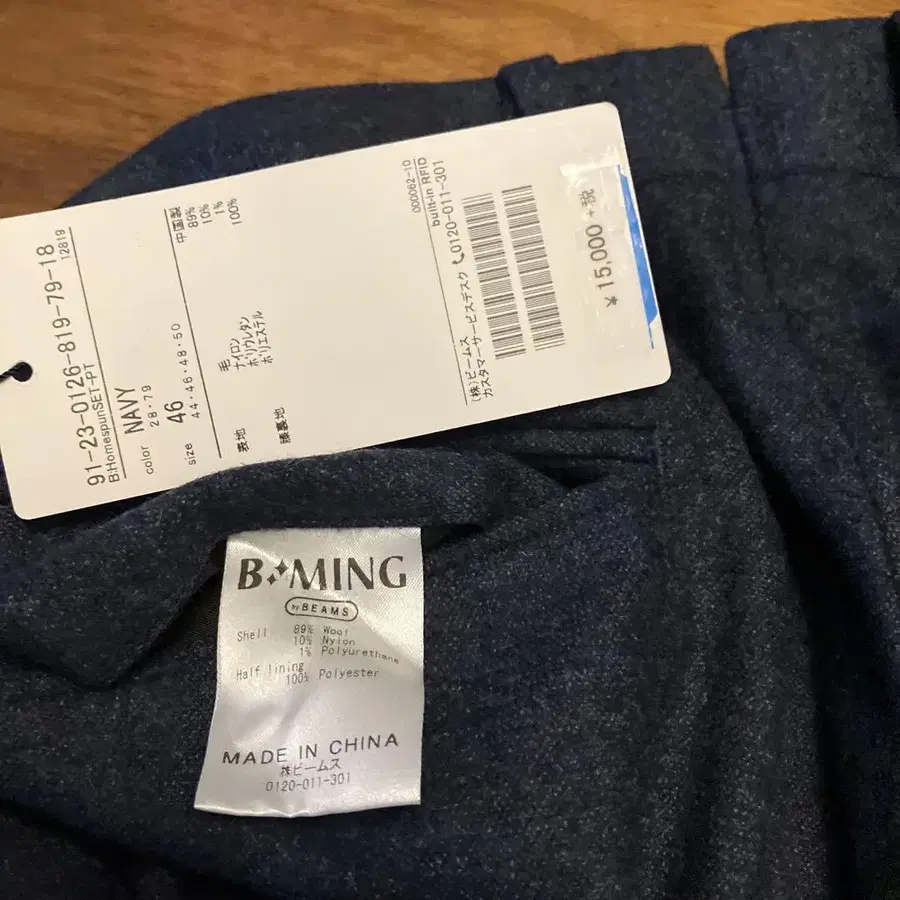 91-23-0126-819-79-18
12819
B:HomespunSET-PT
color NAVY
28·79
size 46
44·46·48·50
中国製
表地 毛 89%
ナイロン 10%
ポリウレタン 1%
膝裏地 ポリエステル 100%
000062-10
built-in RFID
(株)ビームス
カスタマーサービスデスク 0120-011-301
¥15,000+税
B MING
by BEAMS
Shell 89% Wool
10% Nylon
1% Polyurethane
Half lining
100% Polyester
MADE IN CHINA
(株)ビームス
0120-011-301